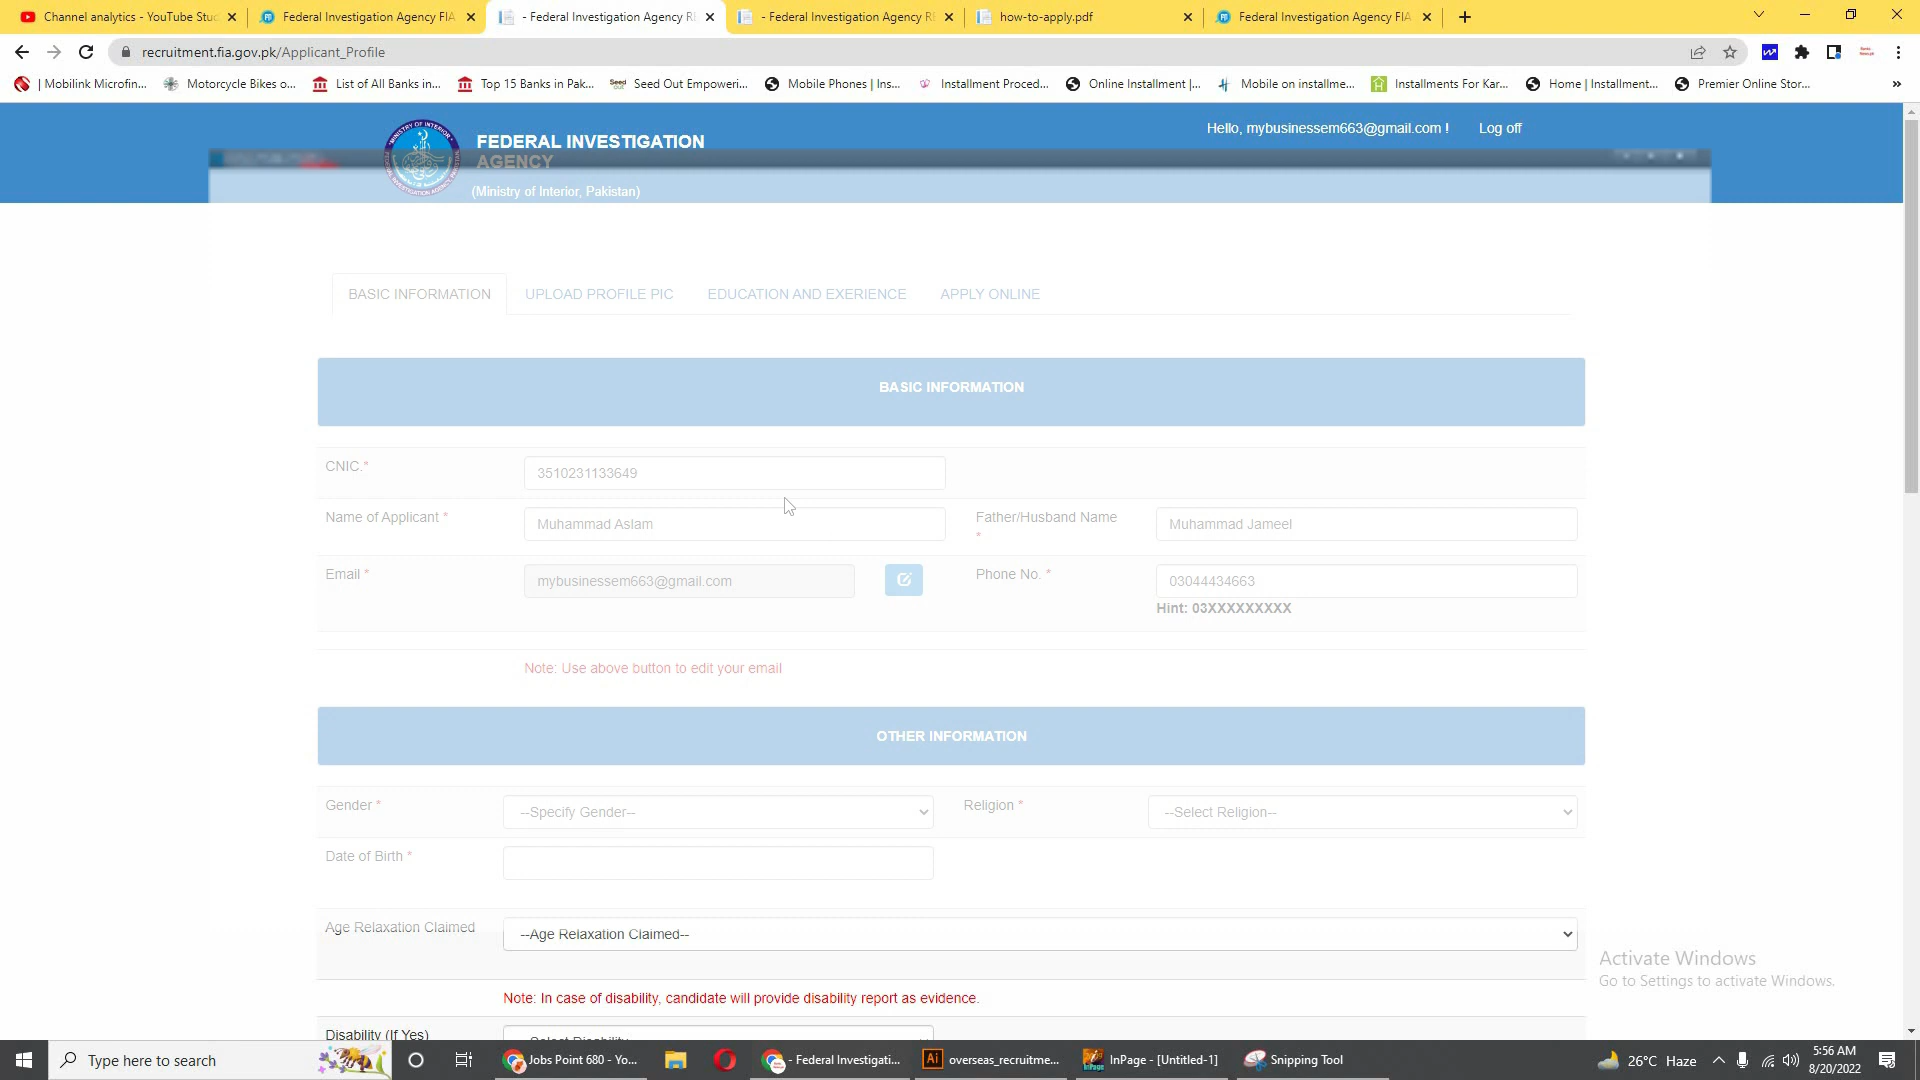 Channel analytics - YouTube Stu
Federal Investigation Agency FIA
- Federal Investigation Agency RE
- Federal Investigation Agency RE
how-to-apply.pdf
Federal Investigation Agency FIA
recruitment.fia.gov.pk/Applicant_Profile
| Mobilink Microfin...
Motorcycle Bikes o...
List of All Banks in...
Top 15 Banks in Pak...
Seed Out Empoweri...
Mobile Phones | Ins...
Installment Proced...
Online Installment |...
Mobile on installme...
Installments For Kar...
Home | Installment...
Premier Online Stor...
»
FEDERAL INVESTIGATION
AGENCY
(Ministry of Interior, Pakistan)
Hello, mybusinessem663@gmail.com !
Log off
BASIC INFORMATION
UPLOAD PROFILE PIC
EDUCATION AND EXERIENCE
APPLY ONLINE
BASIC INFORMATION
CNIC.*
3510231133649
Name of Applicant *
Muhammad Aslam
Father/Husband Name
*
Muhammad Jameel
Email *
mybusinessem663@gmail.com
Phone No. *
03044434663
Hint: 03XXXXXXXXX
Note: Use above button to edit your email
OTHER INFORMATION
Gender *
--Specify Gender--
Religion *
--Select Religion--
Date of Birth *
Age Relaxation Claimed
--Age Relaxation Claimed--
Activate Windows
Go to Settings to activate Windows.
Note: In case of disability, candidate will provide disability report as evidence.
Disability (If Yes)
--Select Disability--
Type here to search
Jobs Point 680 - Yo...
- Federal Investigati...
Ai
overseas_recruitme...
InPage - [Untitled-1]
Snipping Tool
26°C Haze
5:56 AM
8/20/2022